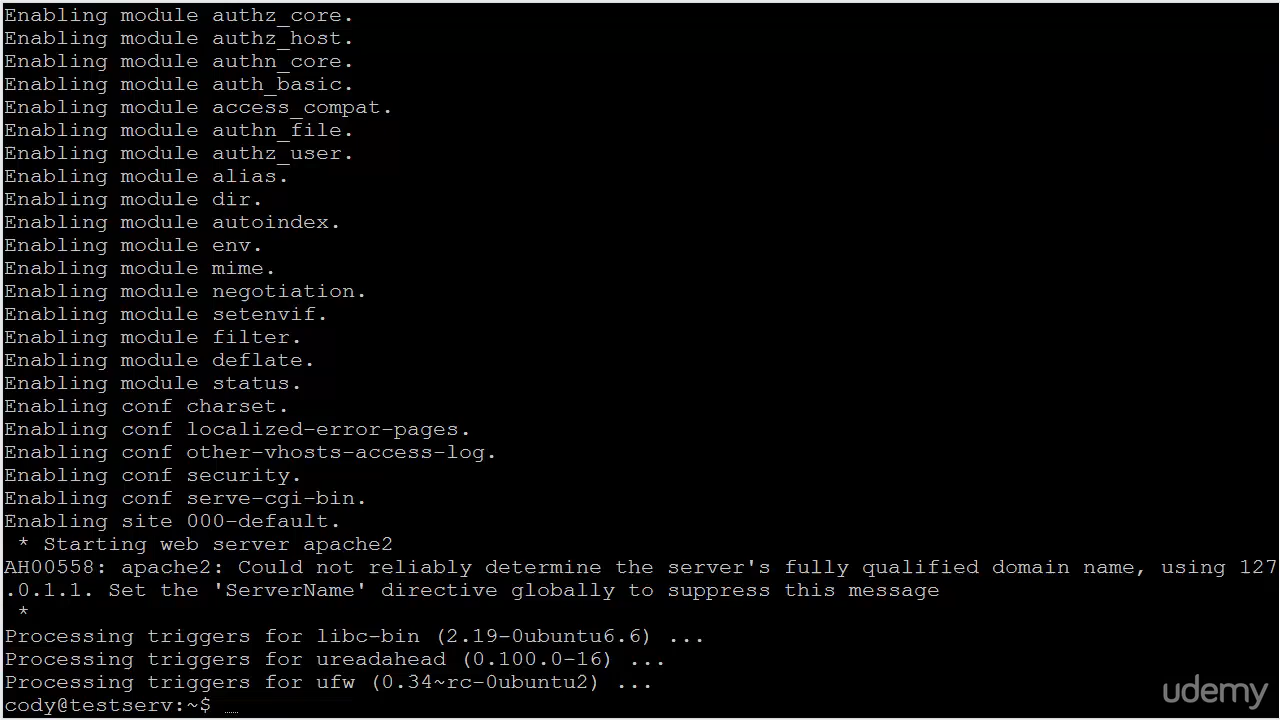 Enabling module authz_core.
Enabling module authz_host.
Enabling module authn_core.
Enabling module auth_basic.
Enabling module access_compat.
Enabling module authn_file.
Enabling module authz_user.
Enabling module alias.
Enabling module dir.
Enabling module autoindex.
Enabling module env.
Enabling module mime.
Enabling module negotiation.
Enabling module setenvif.
Enabling module filter.
Enabling module deflate.
Enabling module status.
Enabling conf charset.
Enabling conf localized-error-pages.
Enabling conf other-vhosts-access-log.
Enabling conf security.
Enabling conf serve-cgi-bin.
Enabling site 000-default.
 * Starting web server apache2
AH00558: apache2: Could not reliably determine the server's fully qualified domain name, using 127
.0.1.1. Set the 'ServerName' directive globally to suppress this message
 *
Processing triggers for libc-bin (2.19-0ubuntu6.6) ...
Processing triggers for ureadahead (0.100.0-16) ...
Processing triggers for ufw (0.34~rc-0ubuntu2) ...
cody@testserv:~$ _
udemy